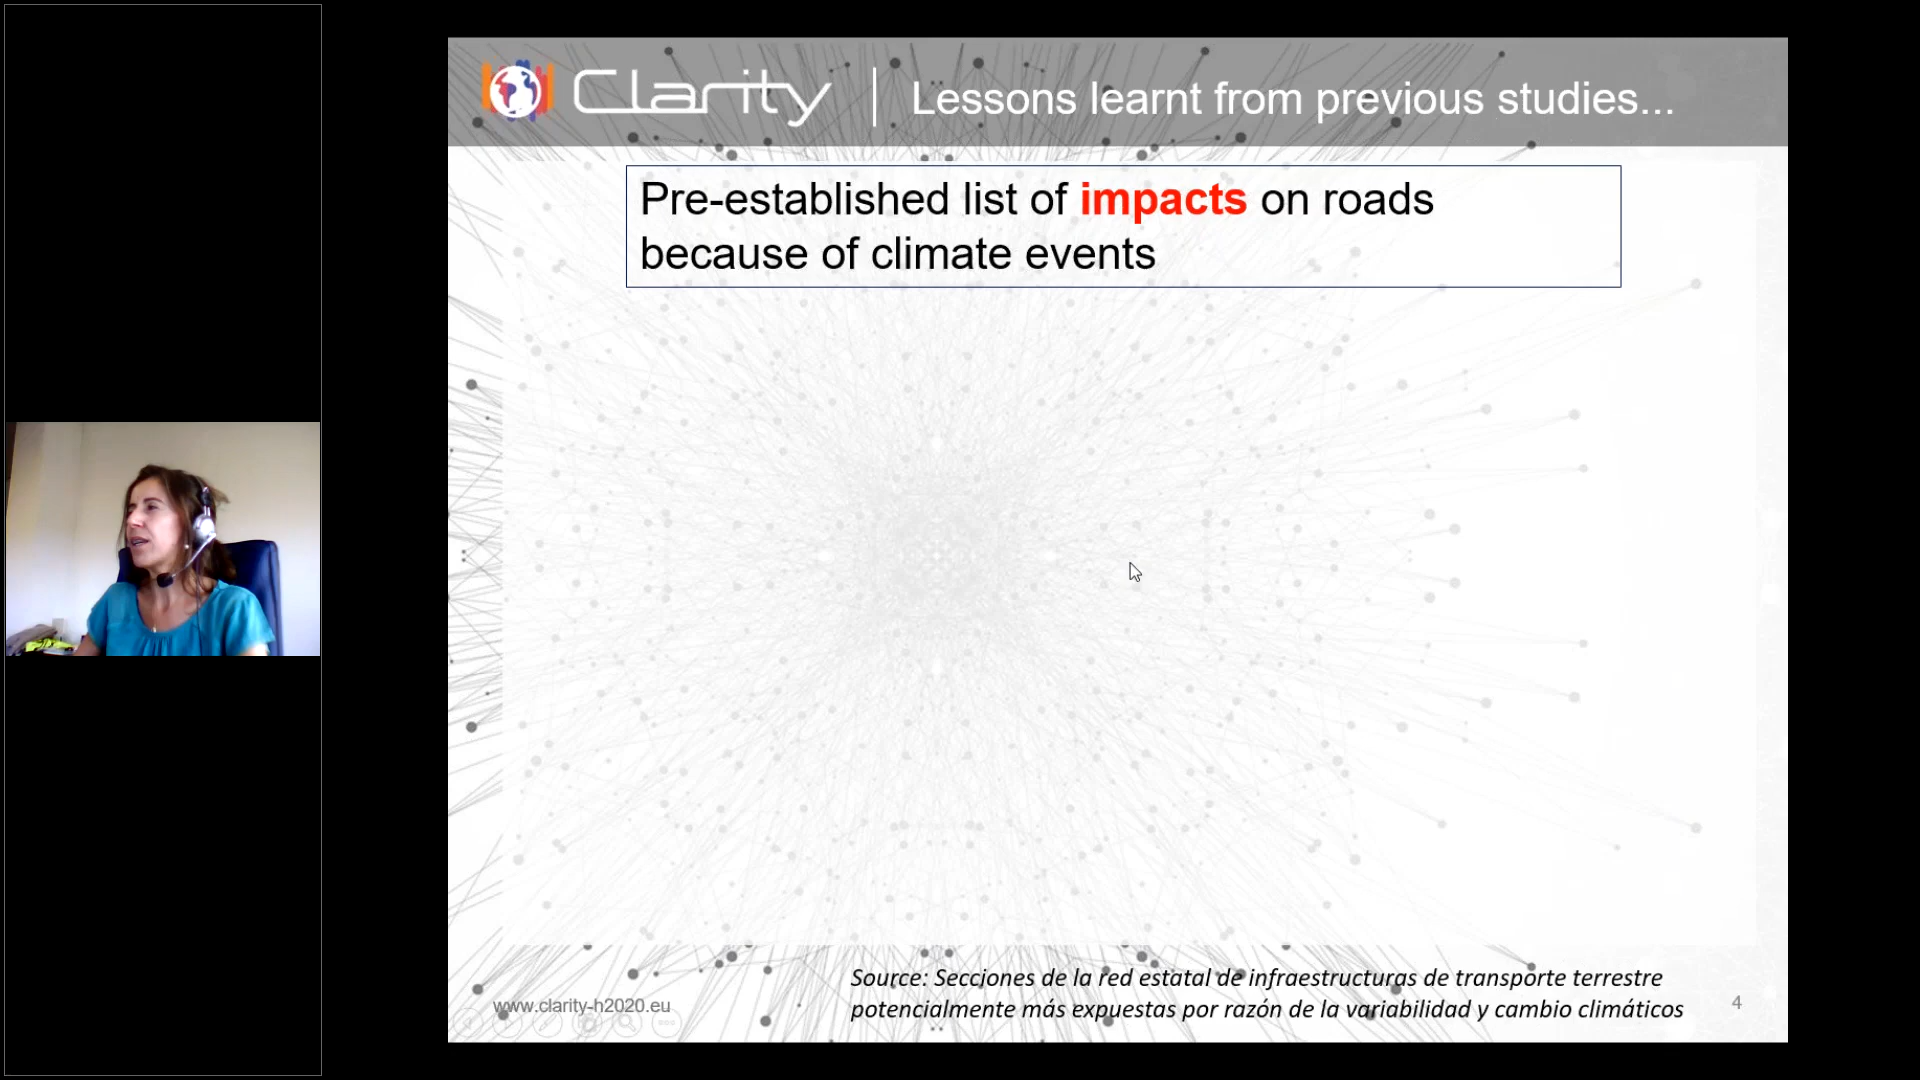 Clarity
Lessons learnt from previous studies...
Pre-established list of impacts on roads
because of climate events
Source: Secciones de la red estatal de infraestructuras de transporte terrestre
potencialmente más expuestas por razón de la variabilidad y cambio climáticos
www.clarity-h2020.eu
4